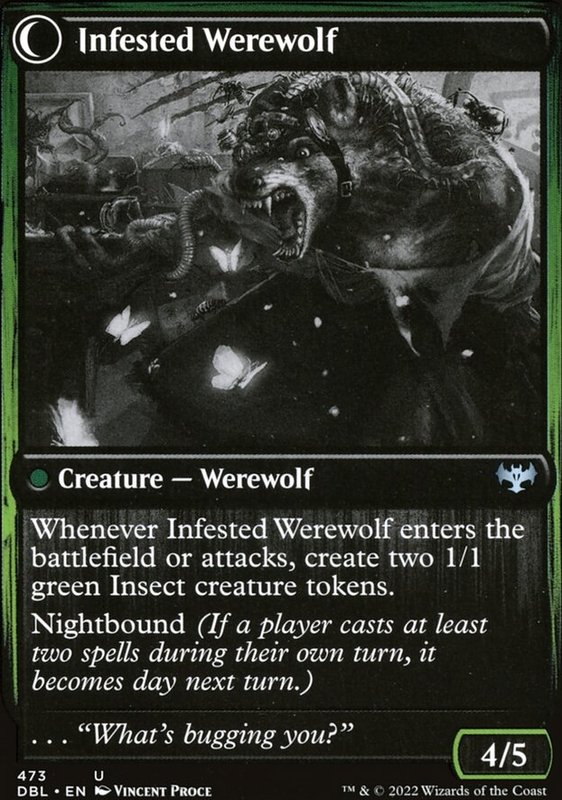 Infested Werewolf
Creature — Werewolf
Whenever Infested Werewolf enters the
battlefield or attacks, create two 1/1
green Insect creature tokens.
Nightbound (If a player casts at least
two spells during their own turn, it
becomes day next turn.)
. . . “What’s bugging you?”
4/5
473 U
DBL • EN Vincent Proce
™ & © 2022 Wizards of the Coast